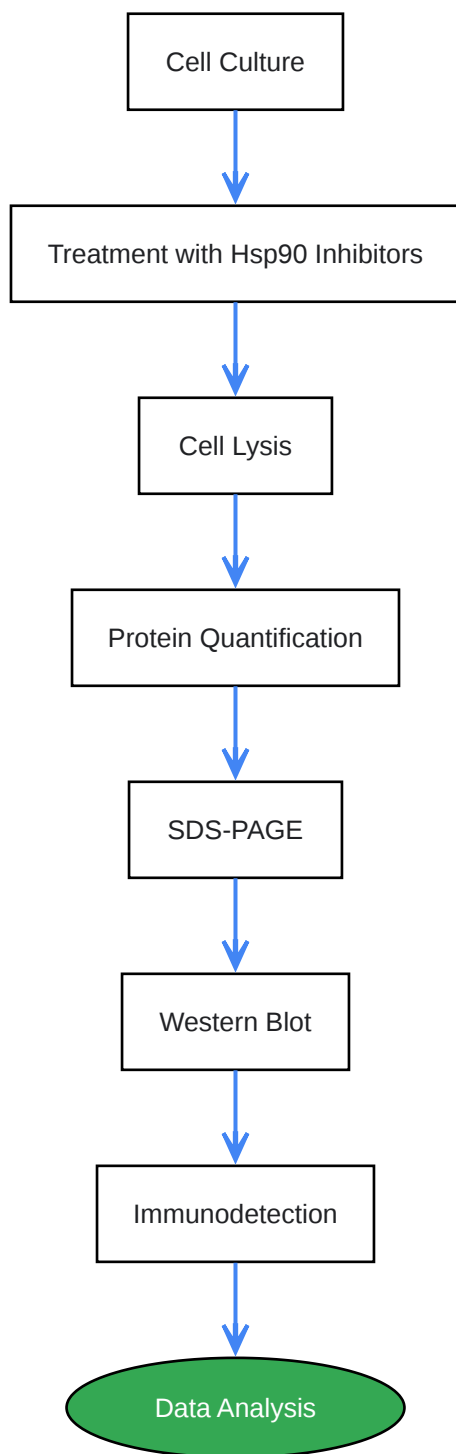 Cell Culture
Treatment with Hsp90 Inhibitors
Cell Lysis
Protein Quantification
SDS-PAGE
Western Blot
Immunodetection
Data Analysis